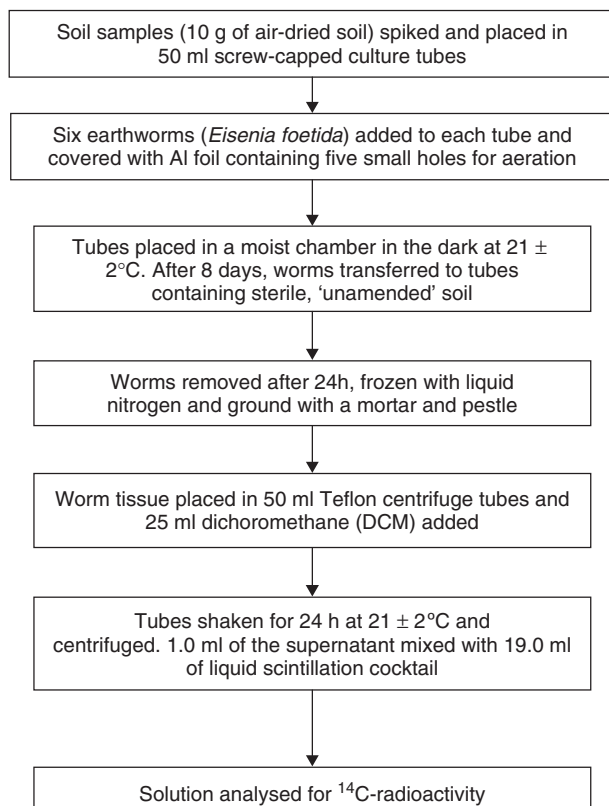 Soil samples (10 g of air-dried soil) spiked and placed in
50 ml screw-capped culture tubes
Six earthworms (Eisenia foetida) added to each tube and
covered with Al foil containing five small holes for aeration
Tubes placed in a moist chamber in the dark at 21 ±
2°C. After 8 days, worms transferred to tubes
containing sterile, ‘unamended’ soil
Worms removed after 24h, frozen with liquid
nitrogen and ground with a mortar and pestle
Worm tissue placed in 50 ml Teflon centrifuge tubes and
25 ml dichoromethane (DCM) added
Tubes shaken for 24 h at 21 ± 2°C and
centrifuged. 1.0 ml of the supernatant mixed with 19.0 ml
of liquid scintillation cocktail
Solution analysed for ¹⁴C-radioactivity